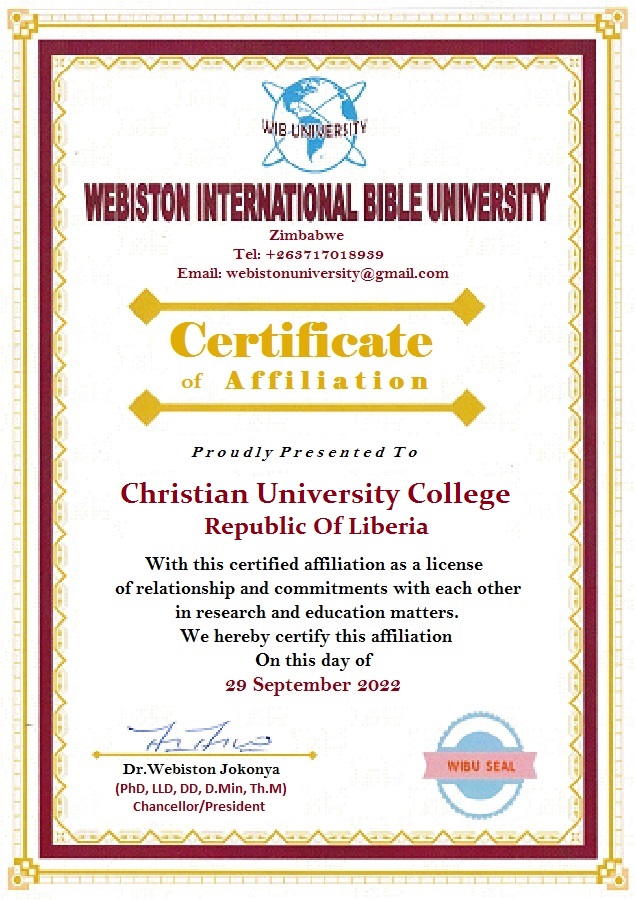 WIB UNIVERSITY
WEBISTON INTERNATIONAL BIBLE UNIVERSITY
Zimbabwe
Tel: +263717018939
Email: webistonuniversity@gmail.com
Certificate
of Affiliation
Proudly Presented To
Christian University College
Republic Of Liberia
With this certified affiliation as a license
of relationship and commitments with each other
in research and education matters.
We hereby certify this affiliation
On this day of
29 September 2022
Dr.Webiston Jokonya
(PhD, LLD, DD, D.Min, Th.M)
Chancellor/President
WIBU SEAL